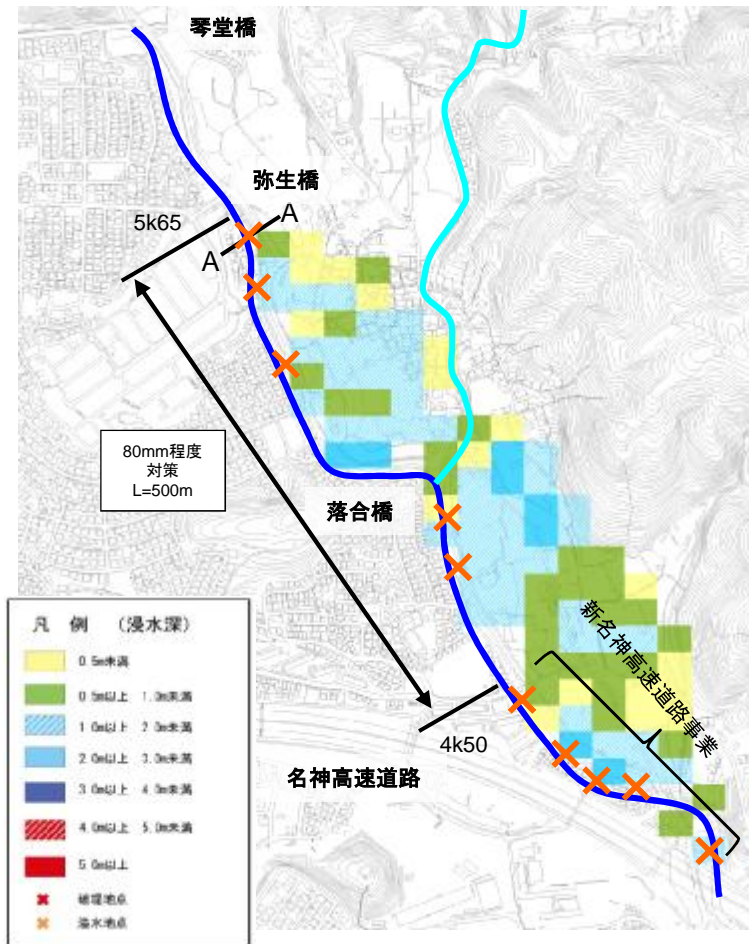 琴堂橋
弥生橋
5k65
A
A
80mm程度
対策
L=500m
落合橋
新名神高速道路事業
4k50
名神高速道路
凡 例 (浸水深)
0.5m未満
0.5m以上 1.0m未満
1.0m以上 2.0m未満
2.0m以上 3.0m未満
3.0m以上 4.0m未満
4.0m以上 5.0m未満
5.0m以上
破堤地点
溢水地点